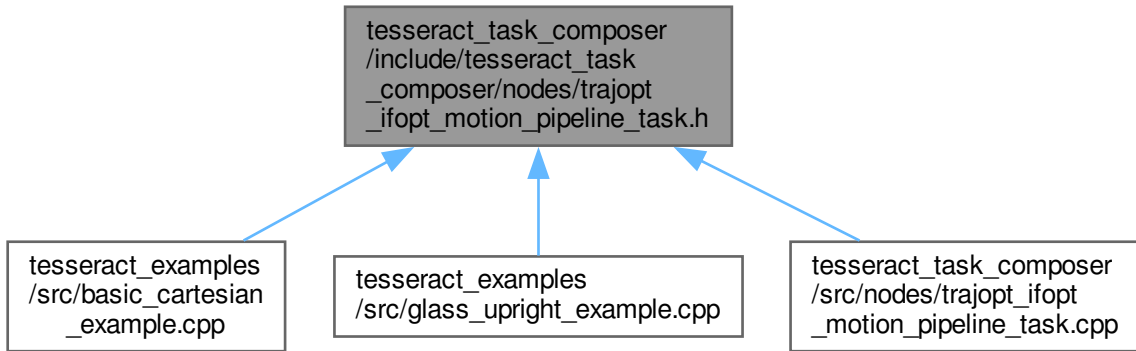 tesseract_task_composer
/include/tesseract_task
_composer/nodes/trajopt
_ifopt_motion_pipeline_task.h
tesseract_examples
/src/basic_cartesian
_example.cpp
tesseract_examples
/src/glass_upright_example.cpp
tesseract_task_composer
/src/nodes/trajopt_ifopt
_motion_pipeline_task.cpp